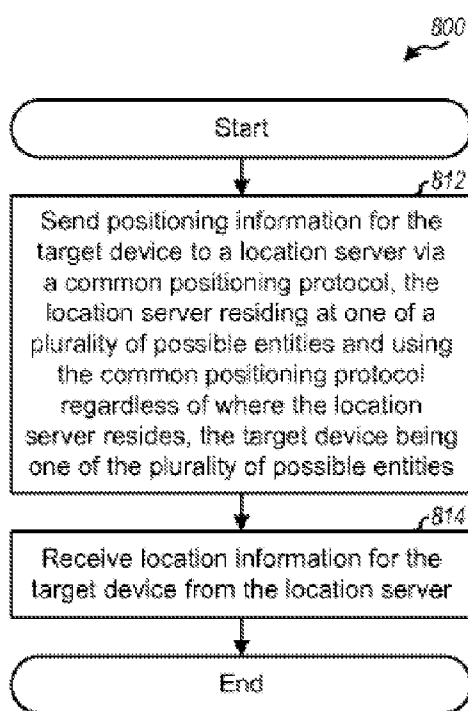 800
Start
812
Send positioning information for the
target device to a location server via
a common positioning protocol, the
location server residing at one of a
plurality of possible entities and using
the common positioning protocol
regardless of where the location
server resides, the target device being
one of the plurality of possible entities
814
Receive location information for the
target device from the location server
End